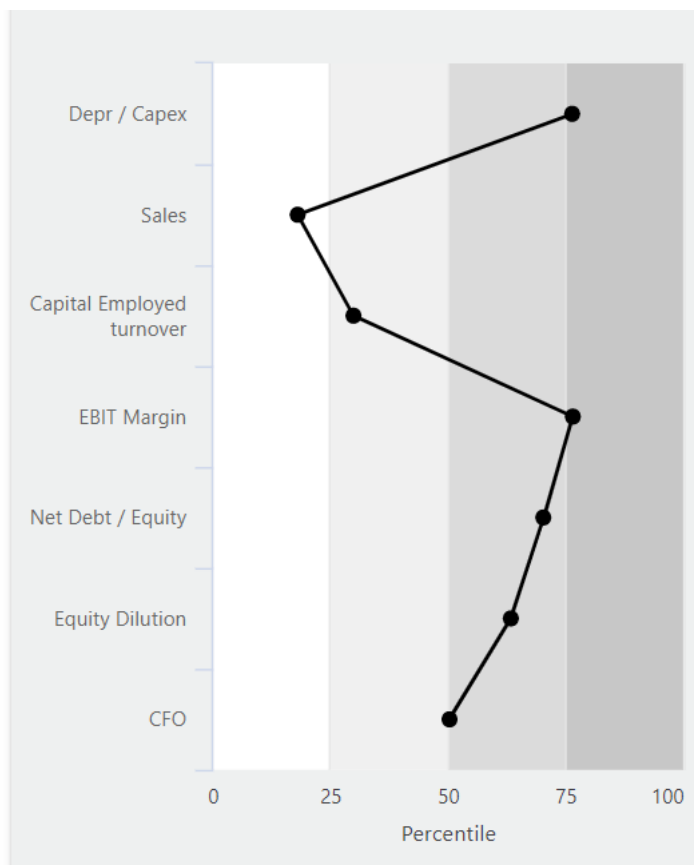 Depr / Capex
Sales
Capital Employed
turnover
EBIT Margin
Net Debt / Equity
Equity Dilution
CFO
0 25 50 75 100
Percentile